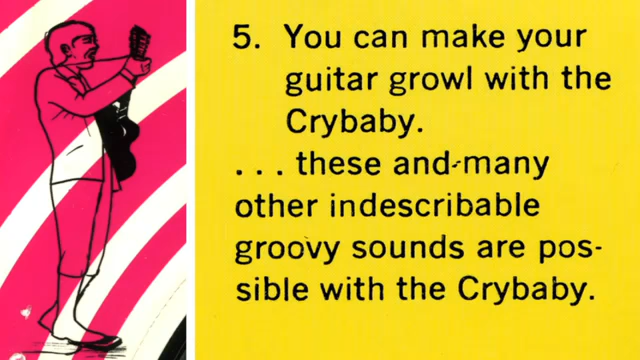 5. You can make your
guitar growl with the
Crybaby.
. . . these and many
other indescribable
groovy sounds are pos-
sible with the Crybaby.